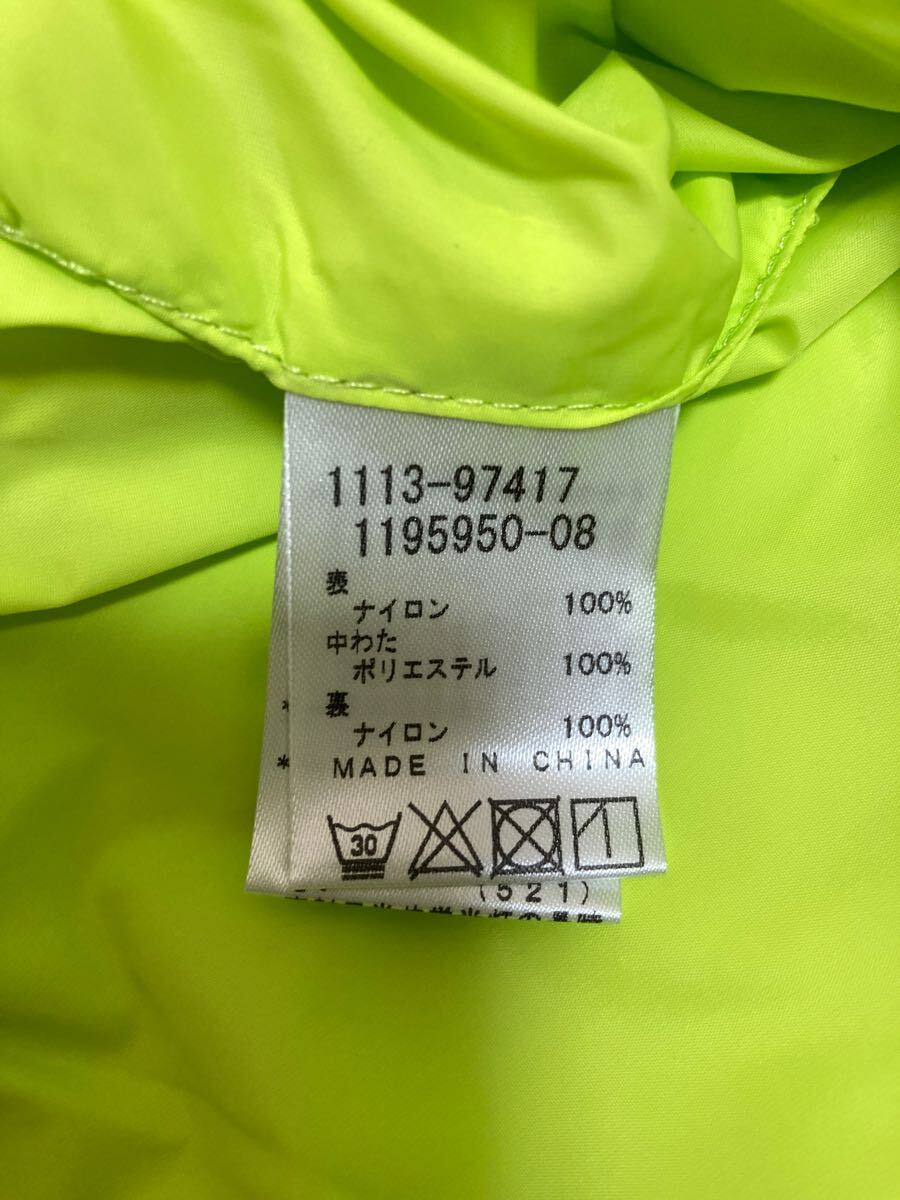 1113-97417
1195950-08
表
ナイロン 100%
中わた
ポリエステル 100%
裏
ナイロン 100%
MADE IN CHINA
30
(521)